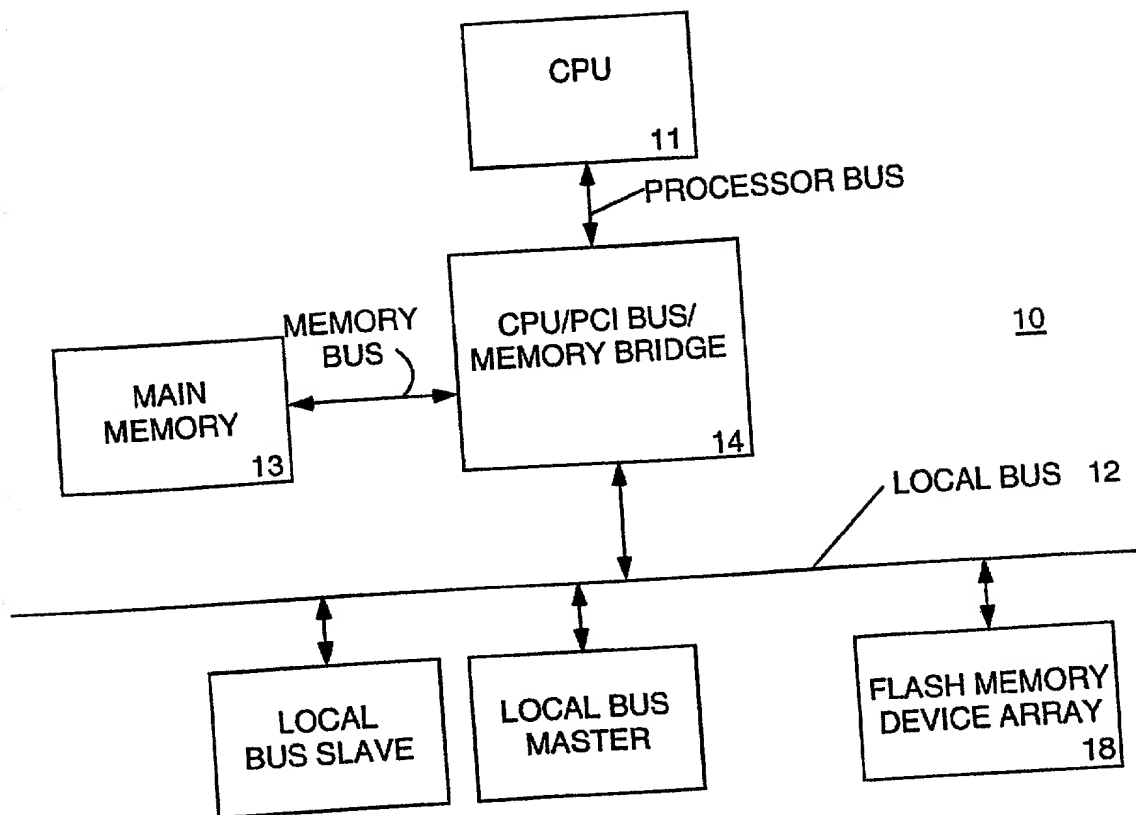 CPU
11
PROCESSOR BUS
CPU/PCI BUS/
MEMORY BRIDGE
14
10
MEMORY
BUS
MAIN
MEMORY
13
LOCAL BUS 12
LOCAL
BUS SLAVE
LOCAL BUS
MASTER
FLASH MEMORY
DEVICE ARRAY
18